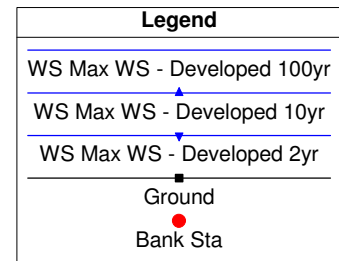 Legend
WS Max WS - Developed 100yr
WS Max WS - Developed 10yr
WS Max WS - Developed 2yr
Ground
Bank Sta